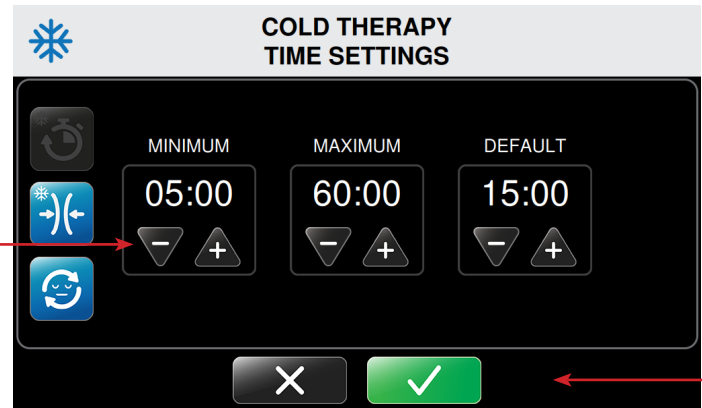 COLD THERAPY
TIME SETTINGS
MINIMUM MAXIMUM DEFAULT
05:00 60:00 15:00